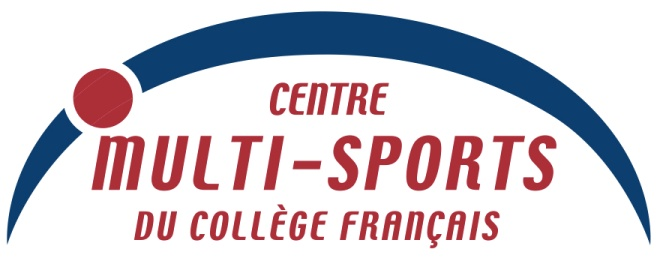 CENTRE
MULTI-SPORTS
DU COLLÈGE FRANÇAIS